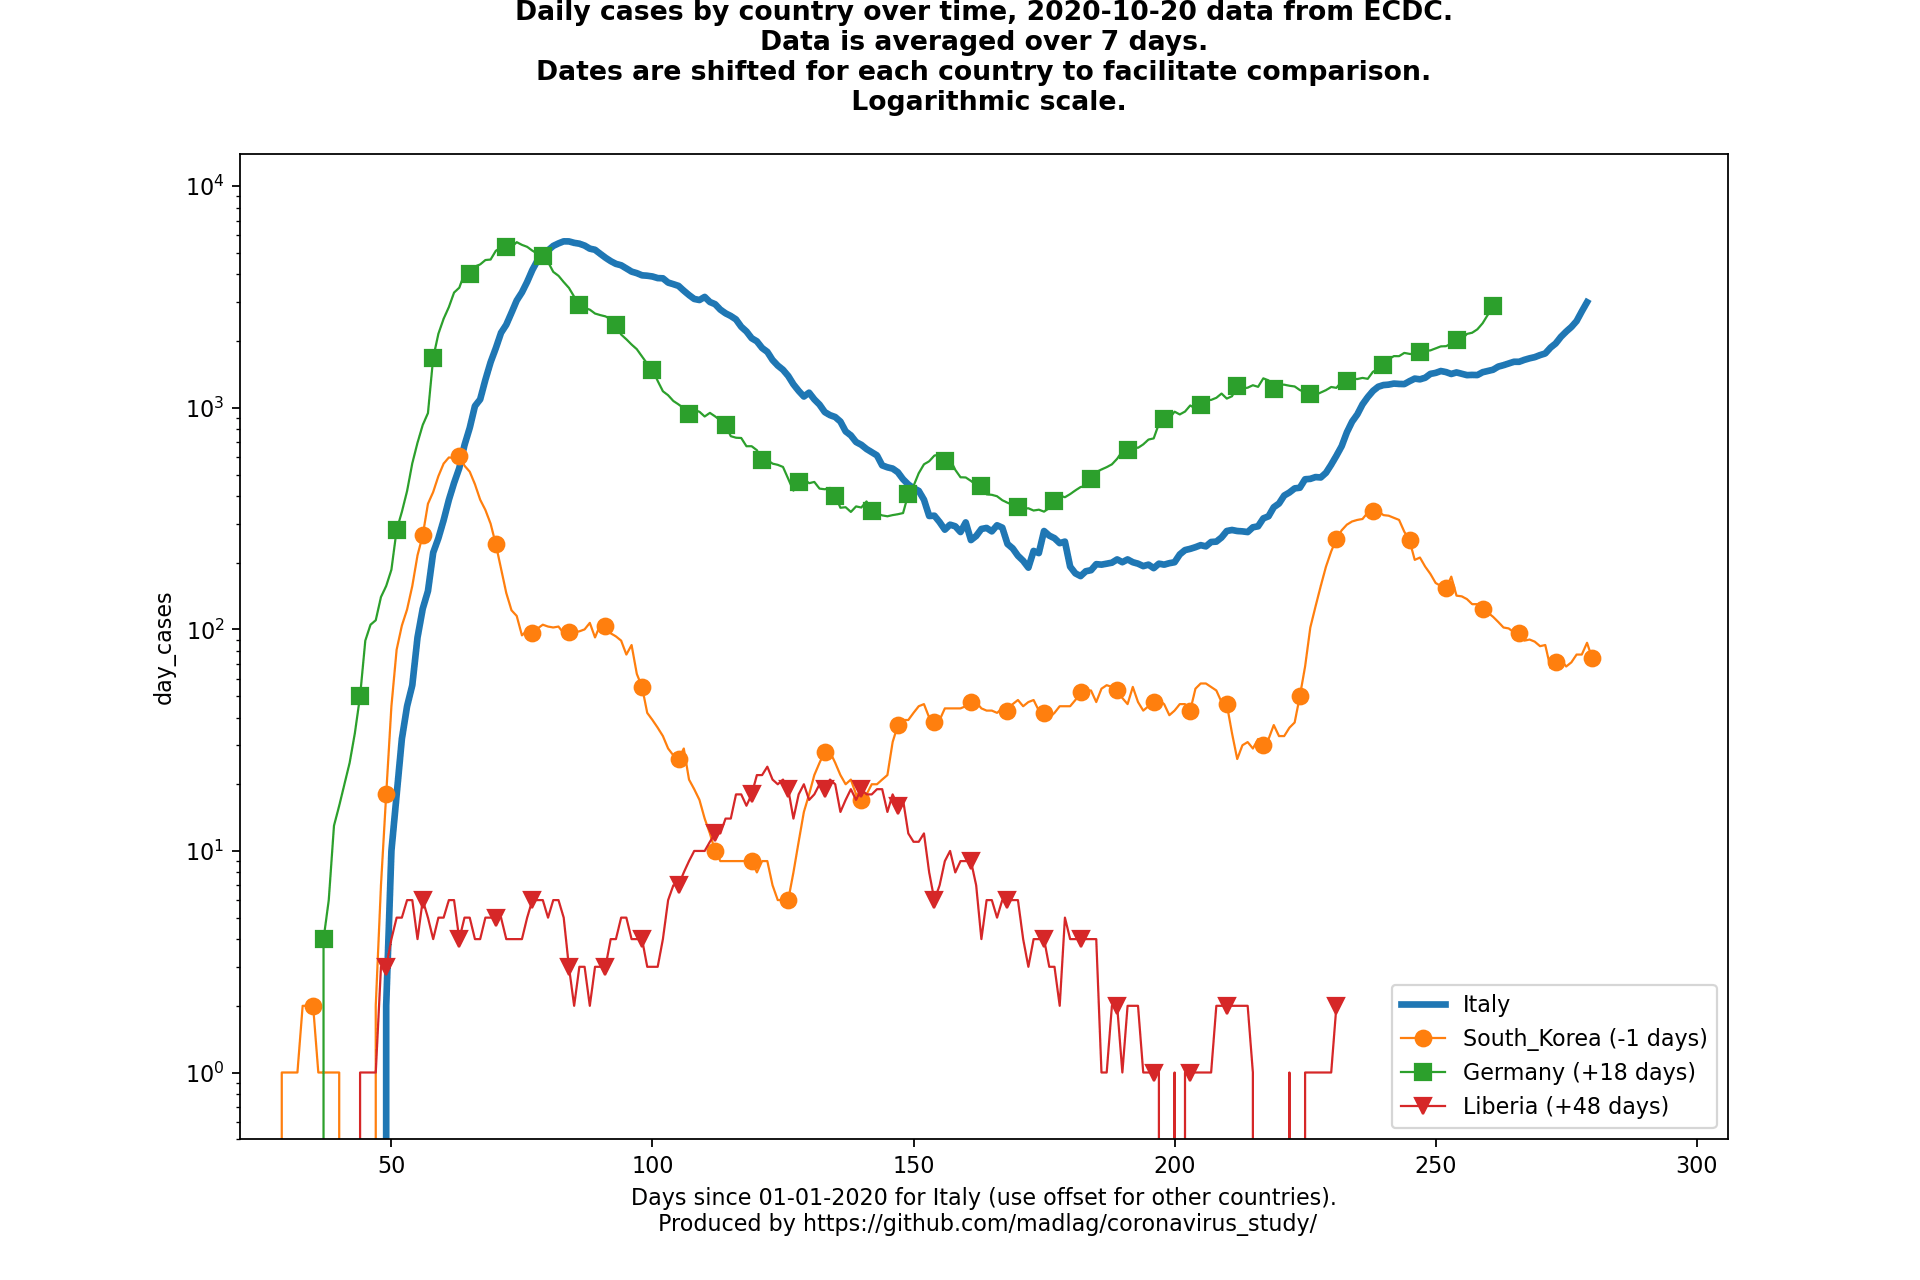 Daily cases by country over time, 2020-10-20 data from ECDC.
Data is averaged over 7 days.
Dates are shifted for each country to facilitate comparison.
Logarithmic scale.
10^4
10^3
10^2
10^1
10^0
day_cases
Italy
South_Korea (-1 days)
Germany (+18 days)
Liberia (+48 days)
50 100 150 200 250 300
Days since 01-01-2020 for Italy (use offset for other countries).
Produced by https://github.com/madlag/coronavirus_study/